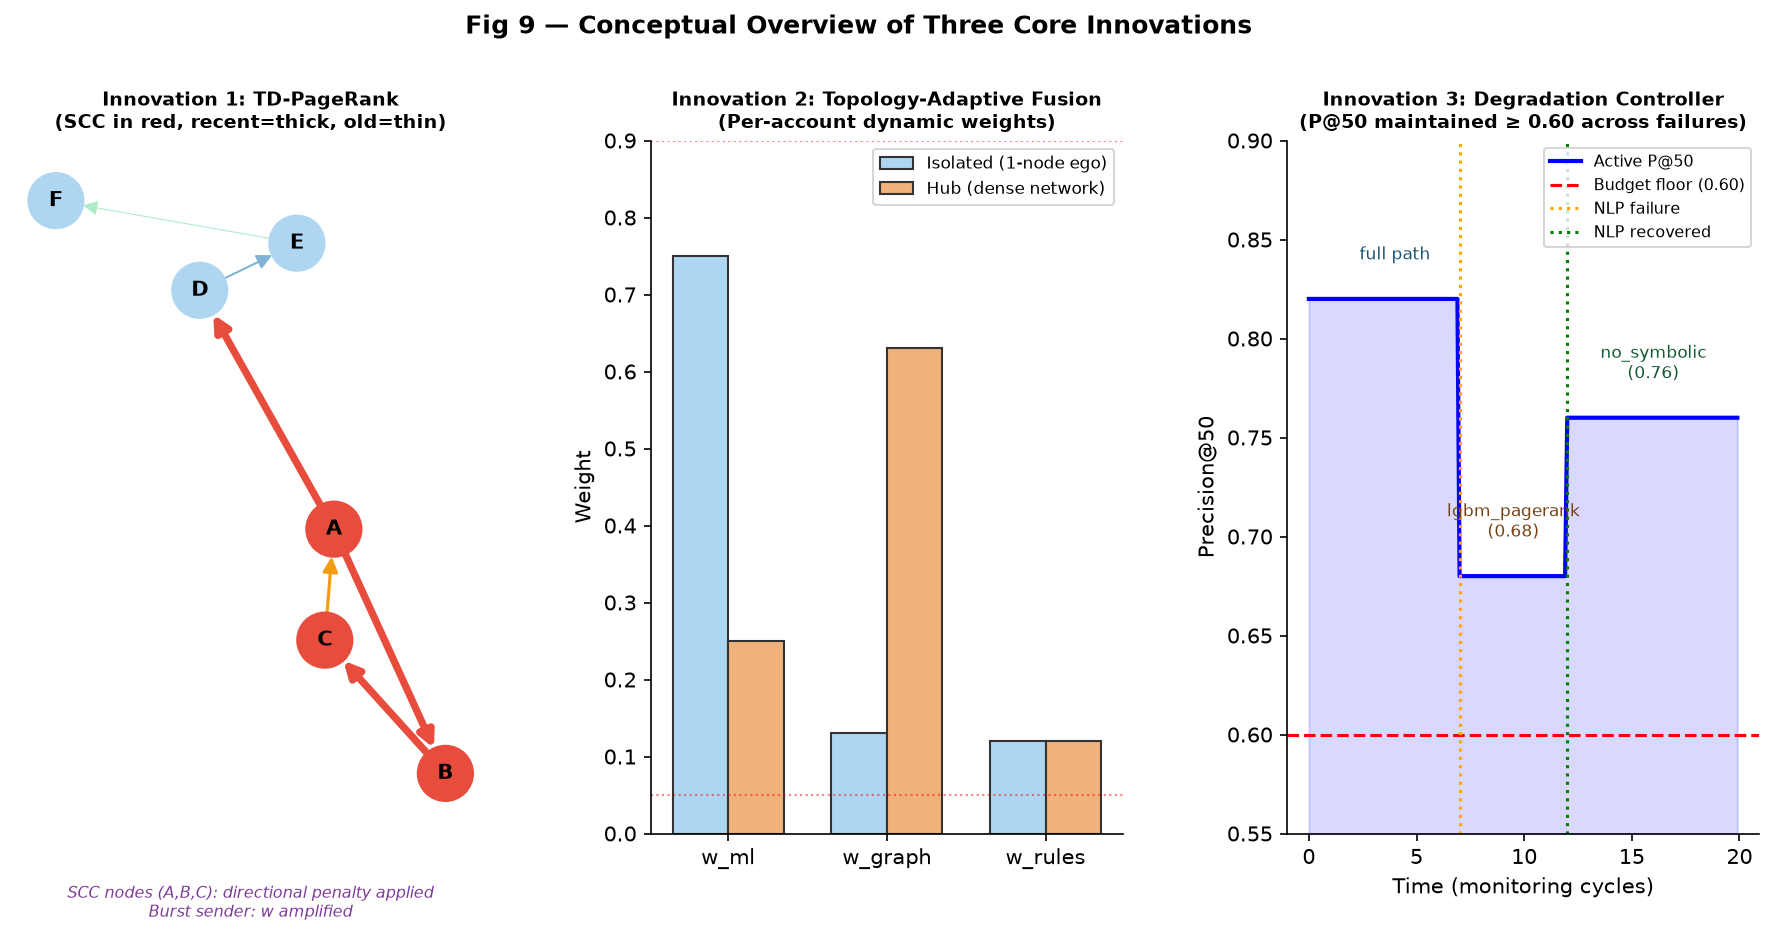 Fig 9 — Conceptual Overview of Three Core Innovations
Innovation 1: TD-PageRank
(SCC in red, recent=thick, old=thin)
F
E
D
A
C
B
SCC nodes (A,B,C): directional penalty applied
Burst sender: w amplified
Innovation 2: Topology-Adaptive Fusion
(Per-account dynamic weights)
Isolated (1-node ego)
Hub (dense network)
Weight
0.9
0.8
0.7
0.6
0.5
0.4
0.3
0.2
0.1
0.0
w_ml
w_graph
w_rules
Innovation 3: Degradation Controller
(P@50 maintained ≥ 0.60 across failures)
Active P@50
Budget floor (0.60)
NLP failure
NLP recovered
full path
no_symbolic
(0.76)
lgbm_pagerank
(0.68)
Precision@50
0.90
0.85
0.80
0.75
0.70
0.65
0.60
0.55
0
5
10
15
20
Time (monitoring cycles)